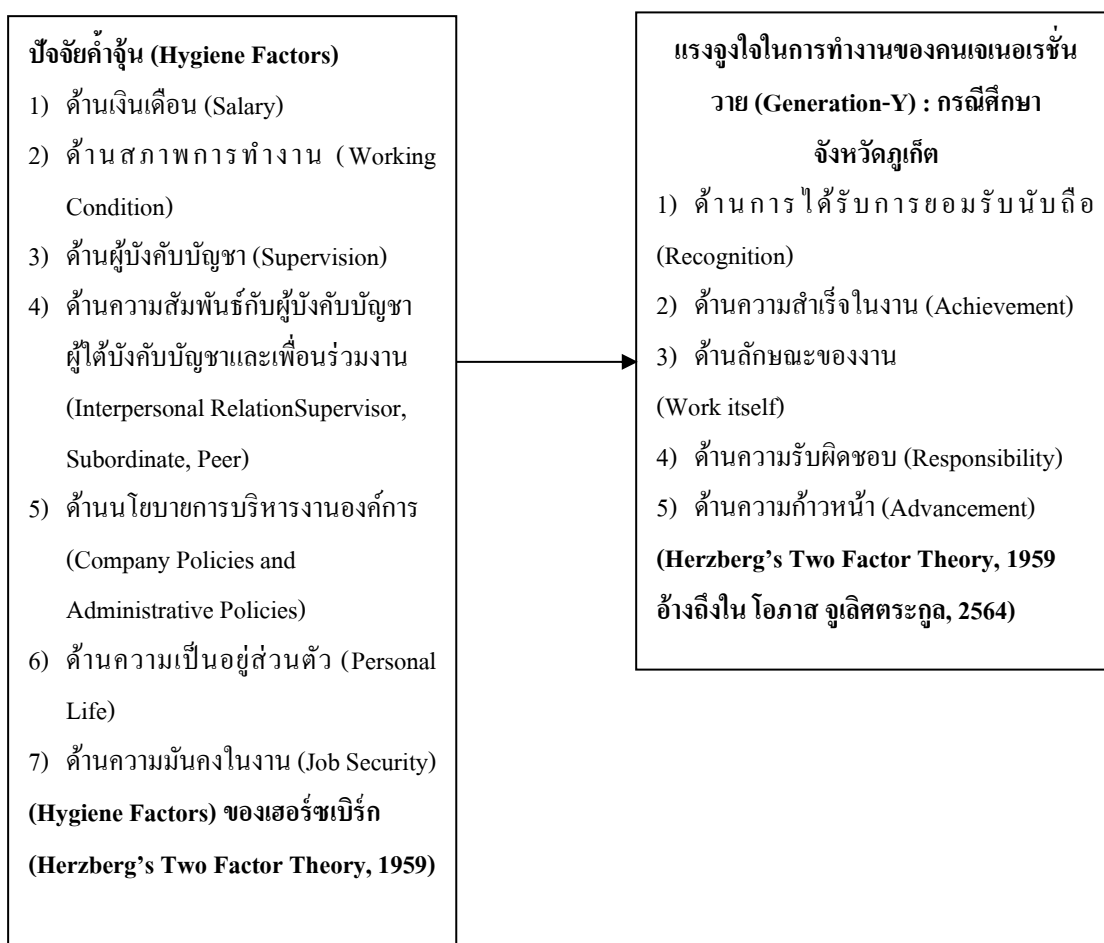 ปัจจัยค้ำจุ้น (Hygiene Factors)
1) ด้านเงินเดือน (Salary)
2) ด้านสภาพการทำงาน (Working
Condition)
3) ด้านผู้บังคับบัญชา (Supervision)
4) ด้านความสัมพันธ์กับผู้บังคับบัญชา
ผู้ใต้บังคับบัญชาและเพื่อนร่วมงาน
(Interpersonal RelationSupervisor,
Subordinate, Peer)
5) ด้านนโยบายการบริหารงานองค์การ
(Company Policies and
Administrative Policies)
6) ด้านความเป็นอยู่ส่วนตัว (Personal
Life)
7) ด้านความมันคงในงาน (Job Security)
(Hygiene Factors) ของเฮอร์ซเบิร์ก
(Herzberg’s Two Factor Theory, 1959)
แรงจูงใจในการทำงานของคนเจเนอเรชั่น
วาย (Generation-Y) : กรณีศึกษา
จังหวัดภูเก็ต
1) ด้านการได้รับการยอมรับนับถือ
(Recognition)
2) ด้านความสำเร็จในงาน (Achievement)
3) ด้านลักษณะของงาน
(Work itself)
4) ด้านความรับผิดชอบ (Responsibility)
5) ด้านความก้าวหน้า (Advancement)
(Herzberg’s Two Factor Theory, 1959
อ้างถึงใน โอภาส จูเลิศตระกูล, 2564)